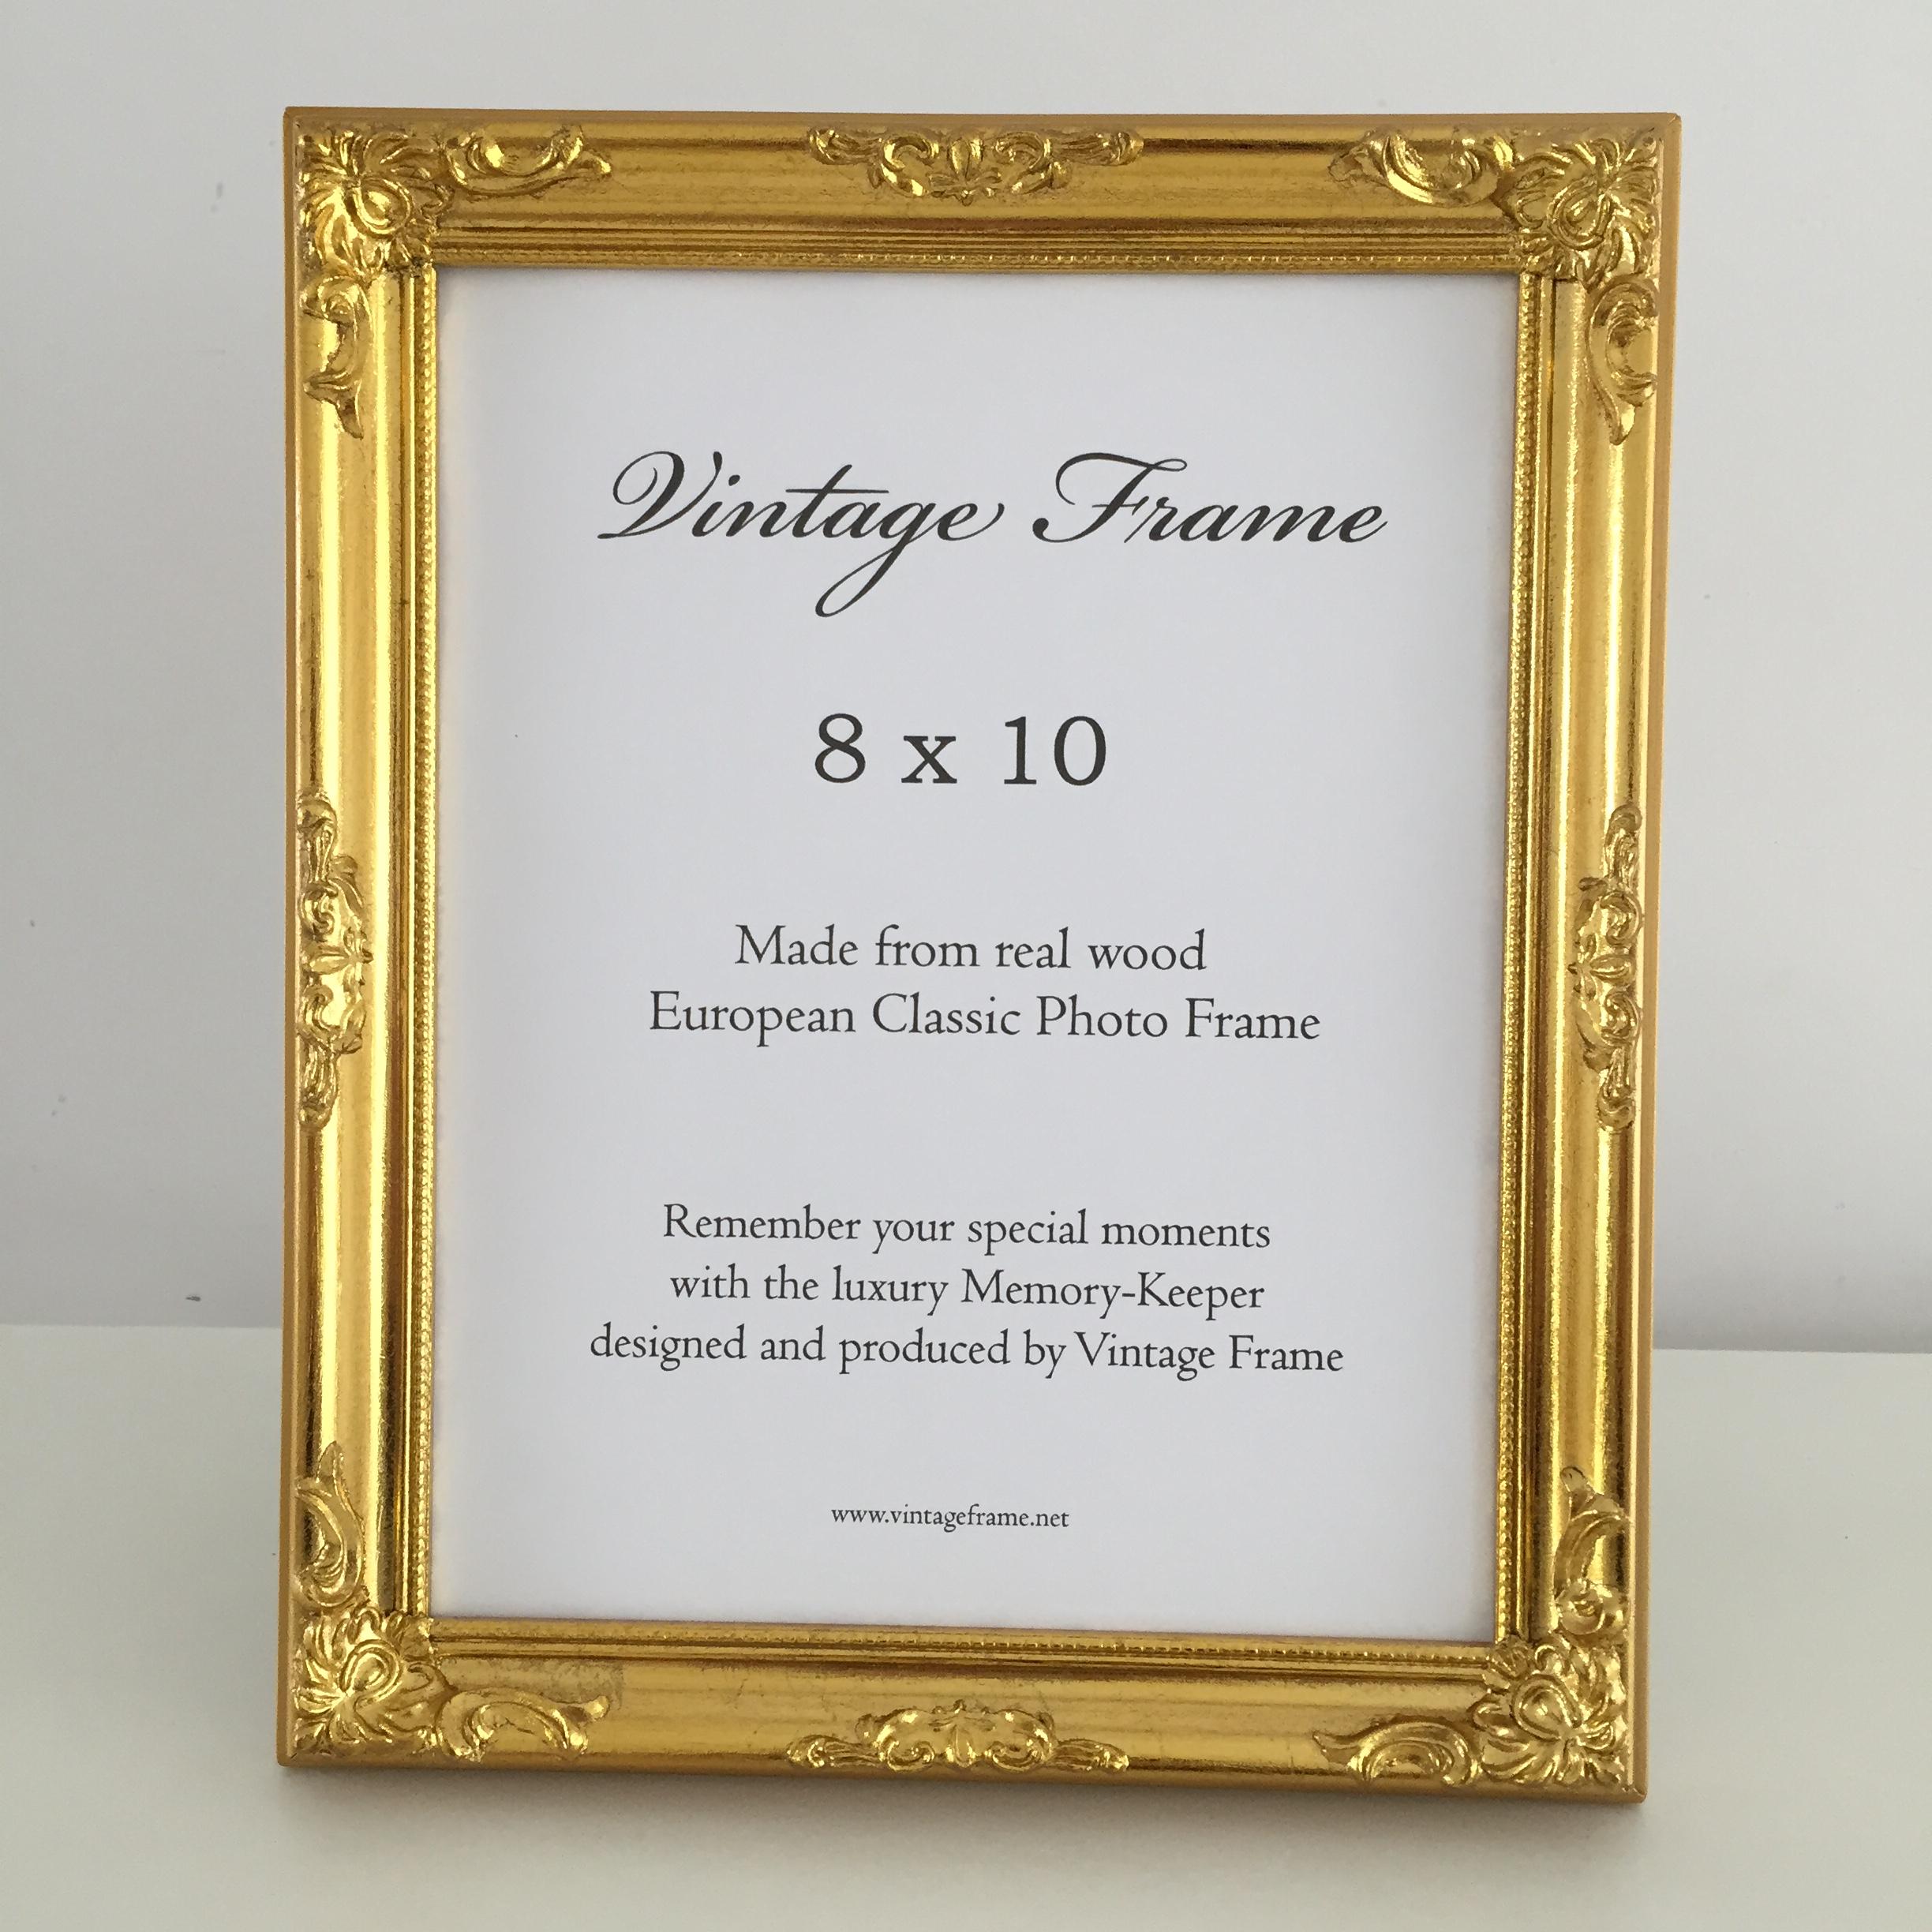 Vintage Frame
8 x 10
Made from real wood
European Classic Photo Frame
Remember your special moments
with the luxury Memory-Keeper
designed and produced by Vintage Frame
www.vintageframe.net